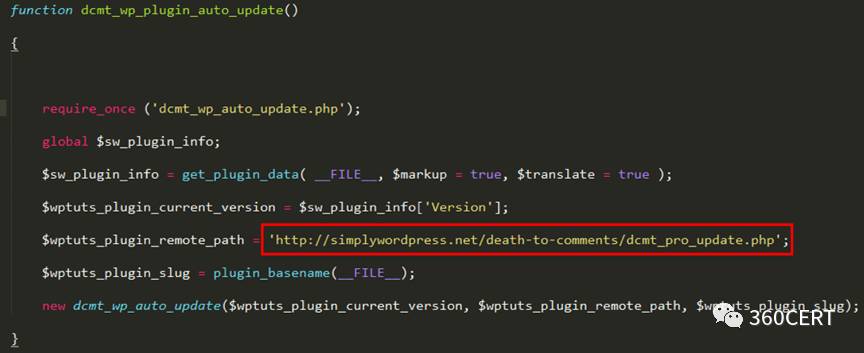 function dcmt_wp_plugin_auto_update()
{
require_once ('dcmt_wp_auto_update.php');
global $sw_plugin_info;
$sw_plugin_info = get_plugin_data( __FILE__, $markup = true, $translate = true );
$wptuts_plugin_current_version = $sw_plugin_info['Version'];
$wptuts_plugin_remote_path = 'http://simplywordpress.net/death-to-comments/dcmt_pro_update.php';
$wptuts_plugin_slug = plugin_basename(__FILE__);
new dcmt_wp_auto_update($wptuts_plugin_current_version, $wptuts_plugin_remote_path, $wptuts_plugin_slug);
360CERT
}